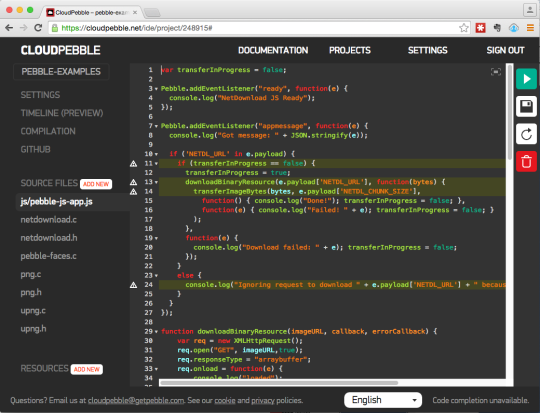 CloudPebble – pebble-exam
https://cloudpebble.net/ide/project/248915#
CLOUDPEBBLE
DOCUMENTATION
PROJECTS
SETTINGS
SIGN OUT
PEBBLE-EXAMPLES
SETTINGS
TIMELINE (PREVIEW)
COMPILATION
GITHUB
SOURCE FILES ADD NEW
js/pebble-js-app.js
netdownload.c
netdownload.h
pebble-faces.c
png.c
png.h
upng.c
upng.h
RESOURCES ADD NEW
1 var transferInProgress = false;
2
3 Pebble.addEventListener("ready", function(e) {
4 console.log("NetDownload JS Ready");
5 });
6
7 Pebble.addEventListener("appmessage", function(e) {
8 console.log("Got message: " + JSON.stringify(e));
9
10 if ('NETDL_URL' in e.payload) {
11 if (transferInProgress == false) {
12 transferInProgress = true;
13 downloadBinaryResource(e.payload['NETDL_URL'], function(bytes) {
14 transferImageBytes(bytes, e.payload['NETDL_CHUNK_SIZE'],
15 function() { console.log("Done!"); transferInProgress = false; },
16 function(e) { console.log("Failed! " + e); transferInProgress = false; }
17 );
18 },
19 function(e) {
20 console.log("Download failed: " + e); transferInProgress = false;
21 });
22 }
23 else {
24 console.log("Ignoring request to download " + e.payload['NETDL_URL'] + " becaus
25 }
26 }
27 });
28
29 function downloadBinaryResource(imageURL, callback, errorCallback) {
30 var req = new XMLHttpRequest();
31 req.open("GET", imageURL,true);
32 req.responseType = "arraybuffer";
33 req.onload = function(e) {
34 console.log("loaded");
Questions? Email us at cloudpebble@getpebble.com. See our cookie and privacy policies.
English
Code completion unavailable.